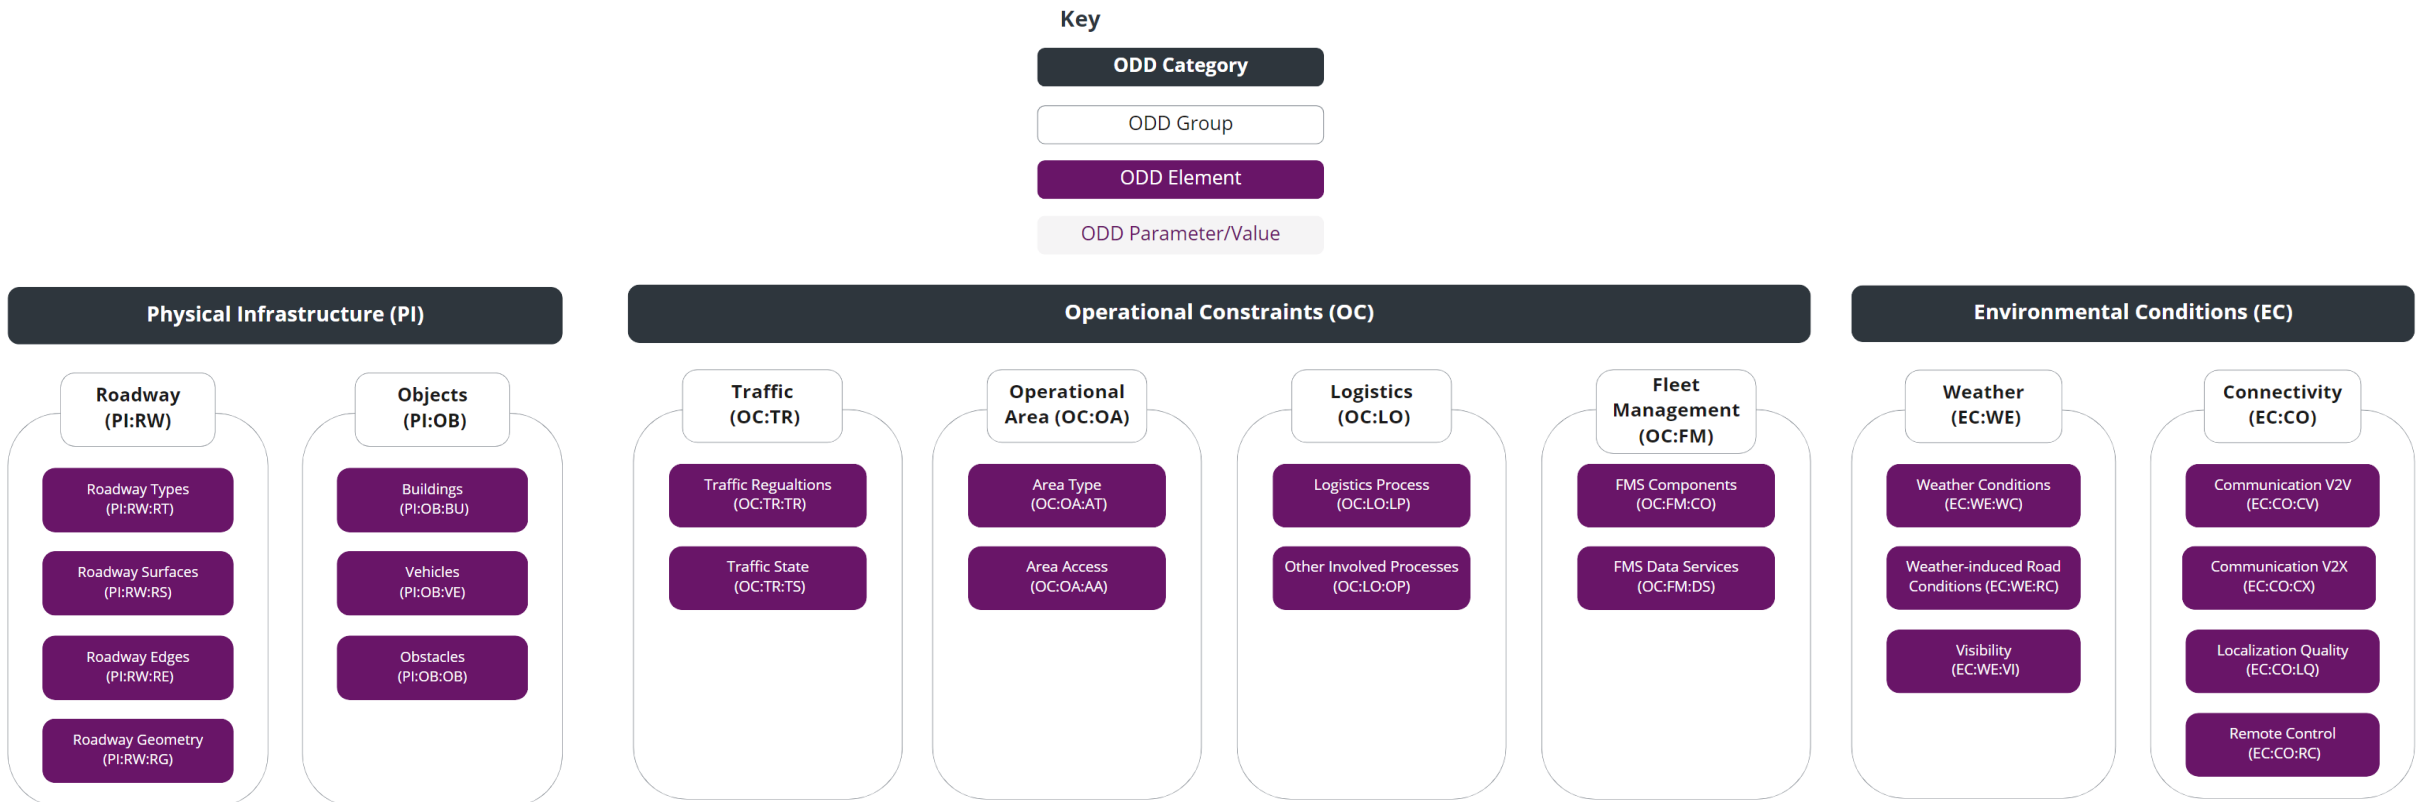 Key
ODD Category
ODD Group
ODD Element
ODD Parameter/Value
Physical Infrastructure (PI)
Roadway
(PI:RW)
Roadway Types
(PI:RW:RT)
Roadway Surfaces
(PI:RW:RS)
Roadway Edges
(PI:RW:RE)
Roadway Geometry
(PI:RW:RG)
Objects
(PI:OB)
Buildings
(PI:OB:BU)
Vehicles
(PI:OB:VE)
Obstacles
(PI:OB:OB)
Operational Constraints (OC)
Traffic
(OC:TR)
Traffic Regualtions
(OC:TR:TR)
Traffic State
(OC:TR:TS)
Operational
Area (OC:OA)
Area Type
(OC:OA:AT)
Area Access
(OC:OA:AA)
Logistics
(OC:LO)
Logistics Process
(OC:LO:LP)
Other Involved Processes
(OC:LO:OP)
Fleet
Management
(OC:FM)
FMS Components
(OC:FM:CO)
FMS Data Services
(OC:FM:DS)
Environmental Conditions (EC)
Weather
(EC:WE)
Weather Conditions
(EC:WE:WC)
Weather-induced Road
Conditions (EC:WE:RC)
Visibility
(EC:WE:VI)
Connectivity
(EC:CO)
Communication V2V
(EC:CO:CV)
Communication V2X
(EC:CO:CX)
Localization Quality
(EC:CO:LQ)
Remote Control
(EC:CO:RC)